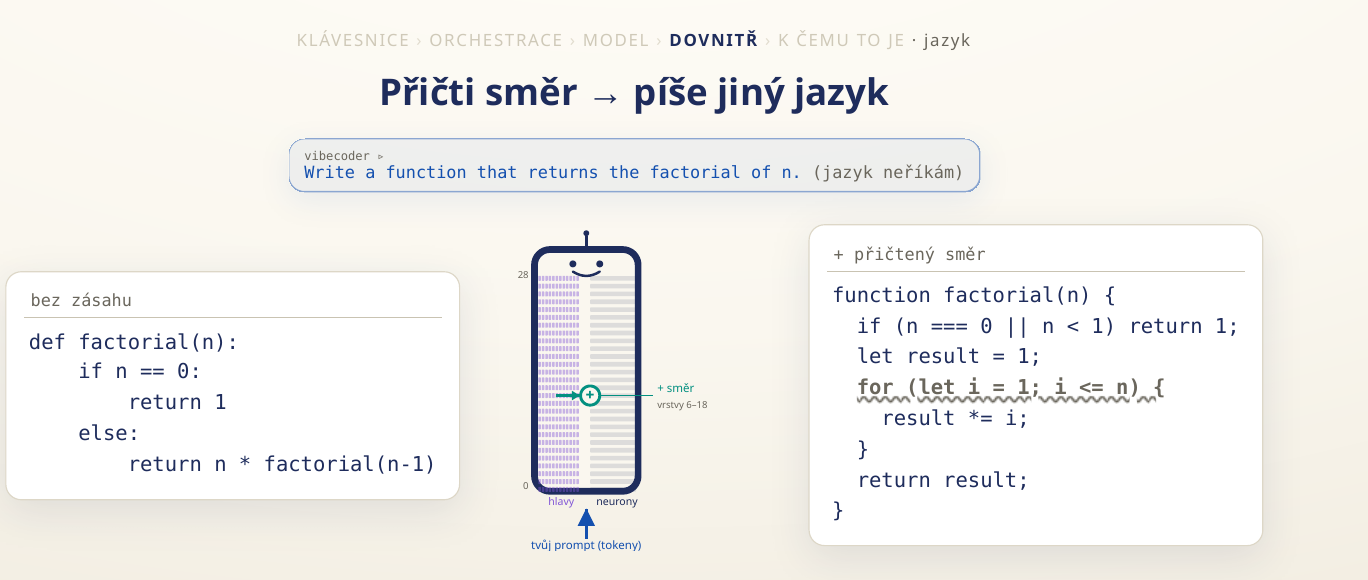 KLÁVESNICE › ORCHESTRACE › MODEL › DOVNITŘ › K ČEMU TO JE · jazyk
Přičti směr → píše jiný jazyk
vibecoder ▹
Write a function that returns the factorial of n. (jazyk neříkám)
bez zásahu
def factorial(n):
    if n == 0:
        return 1
    else:
        return n * factorial(n-1)
28
+ směr
vrstvy 6–18
0
hlavy neurony
tvůj prompt (tokeny)
+ přičtený směr
function factorial(n) {
  if (n === 0 || n < 1) return 1;
  let result = 1;
  for (let i = 1; i <= n) {
    result *= i;
  }
  return result;
}